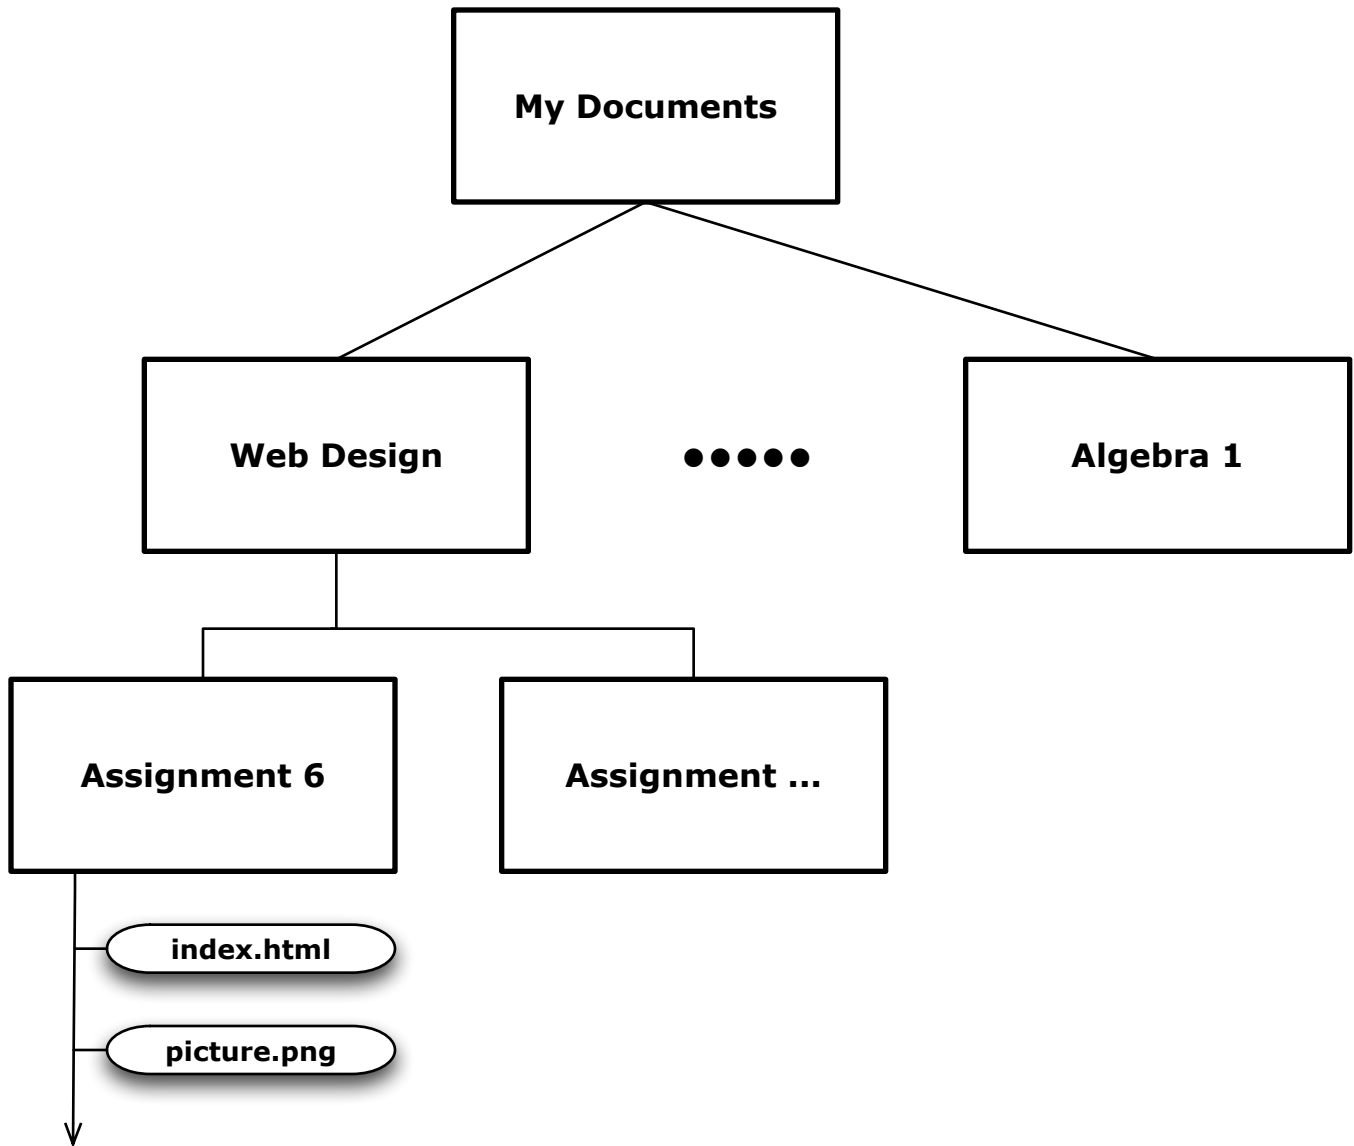 My Documents
Web Design
•••••
Algebra 1
Assignment 6
Assignment ...
index.html
picture.png